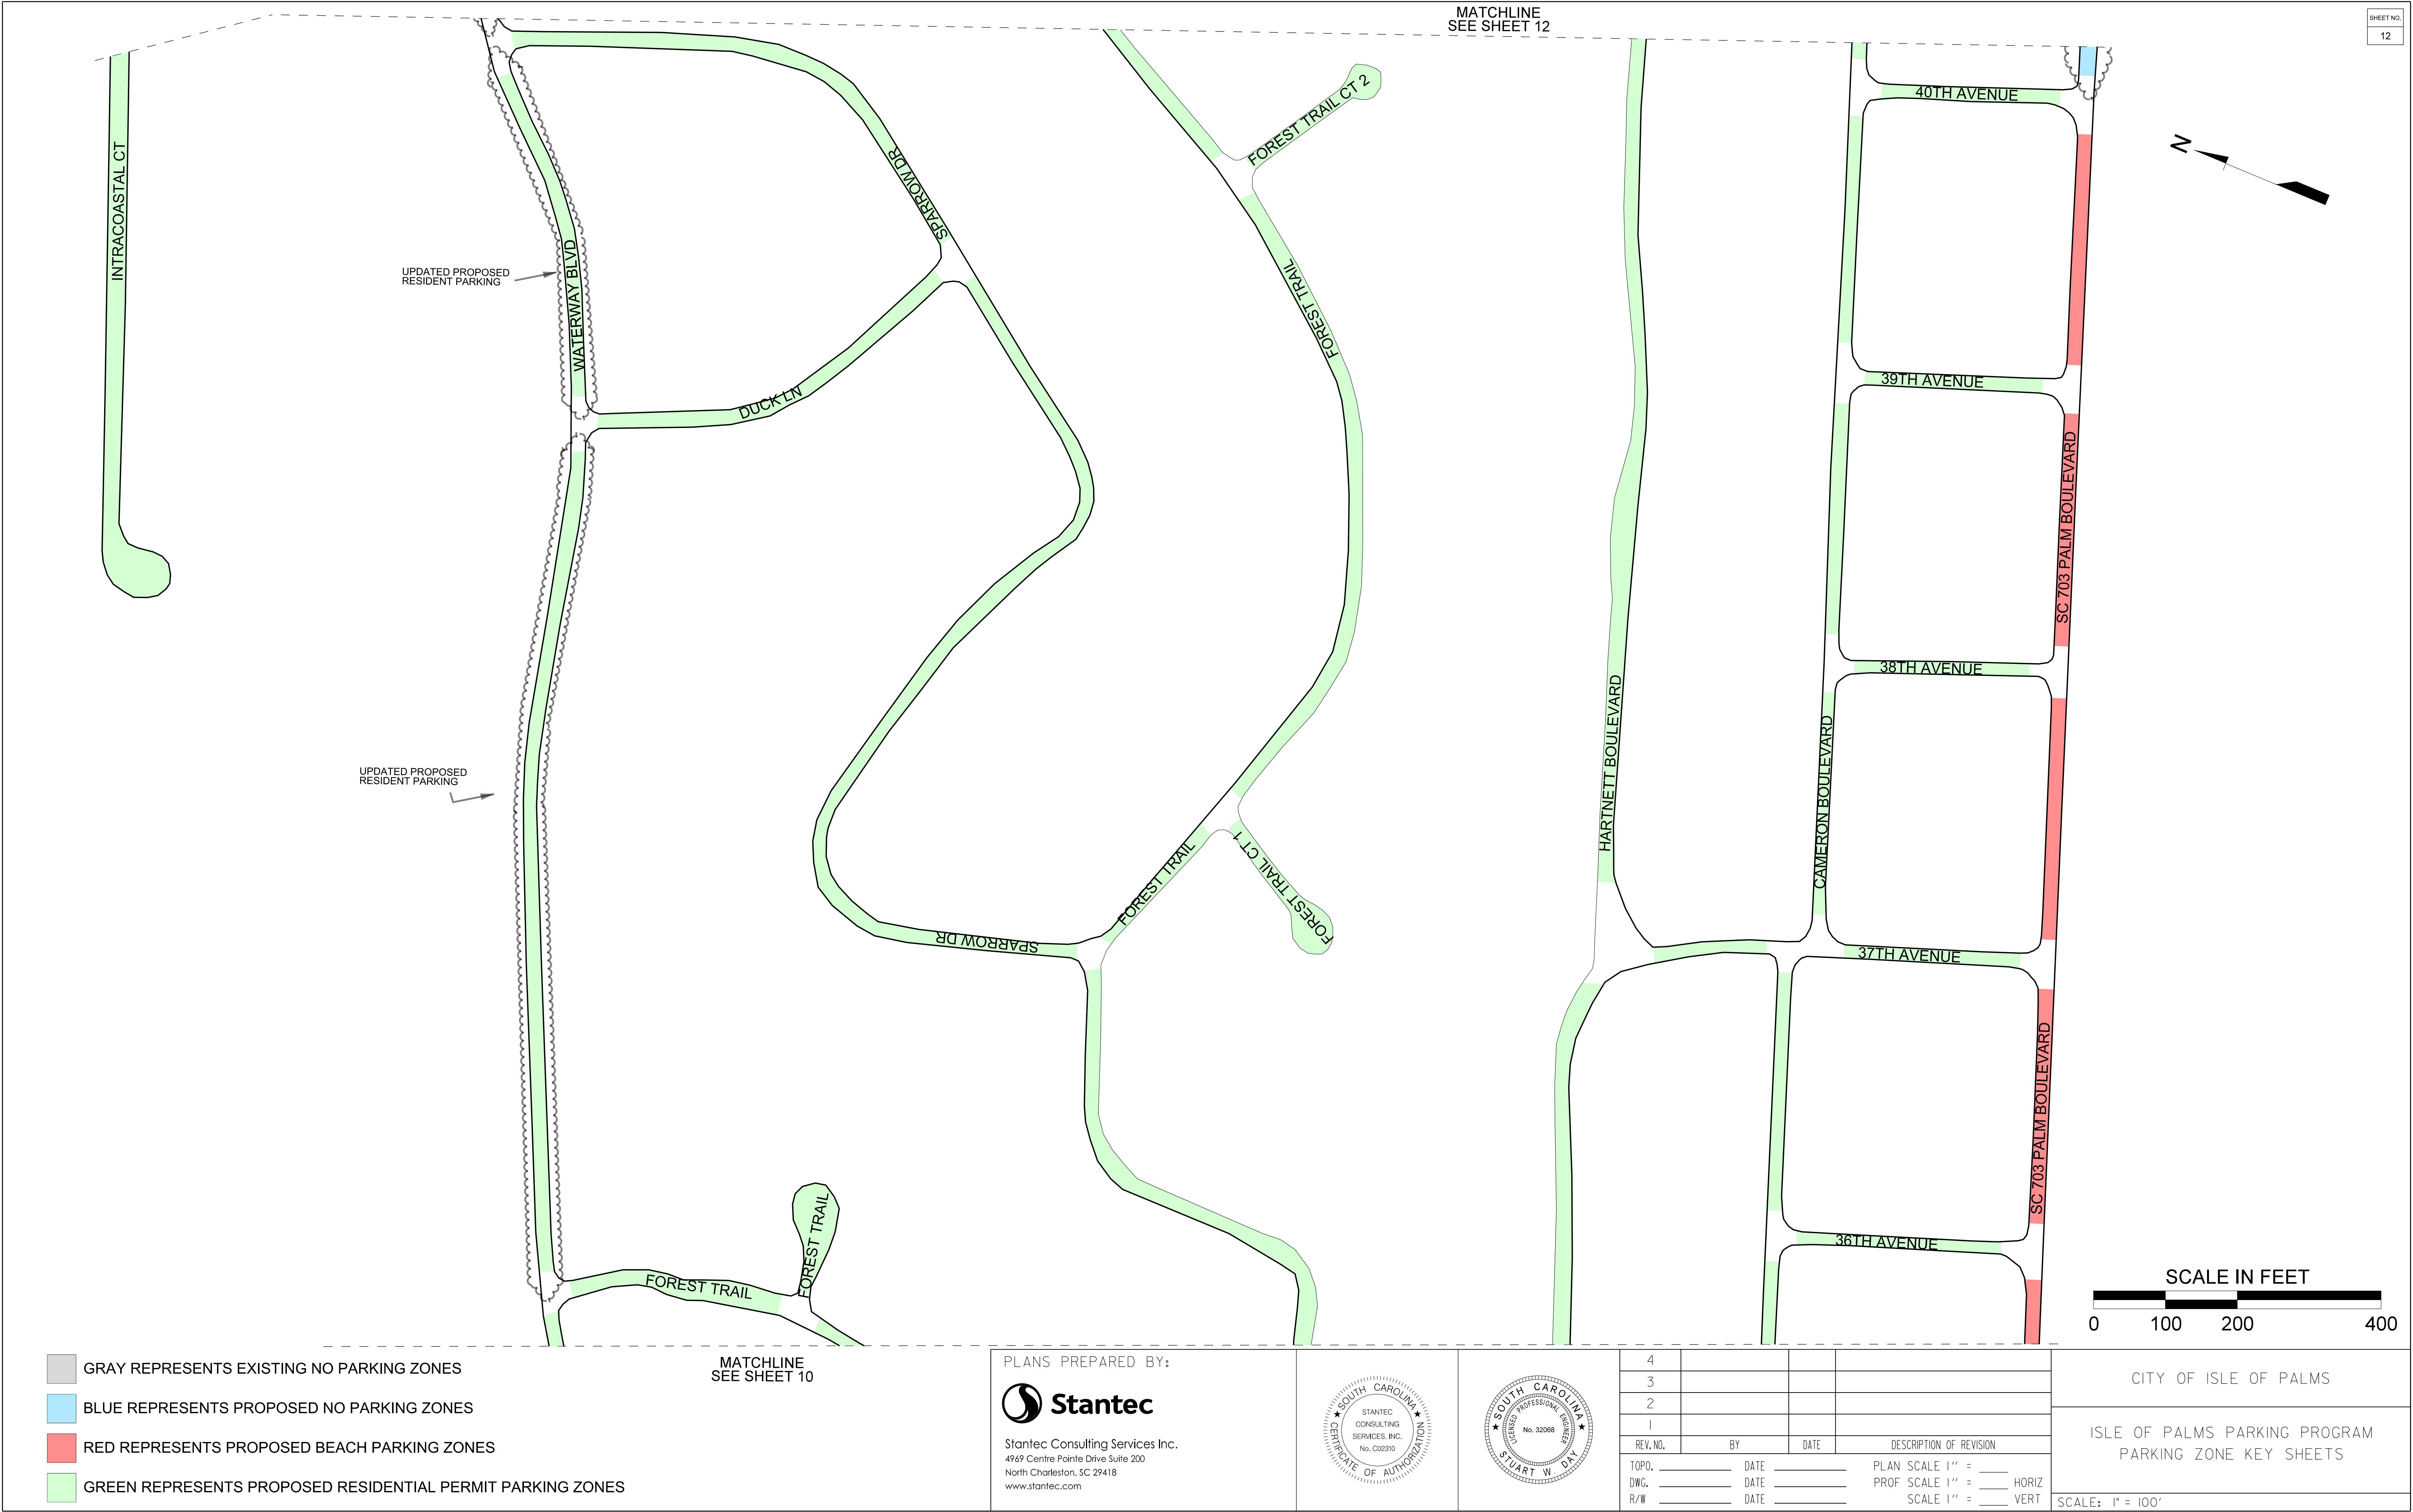 MATCHLINE
SEE SHEET 12
SHEET NO.
12
INTRACOASTAL CT
WATERWAY BLVD
UPDATED PROPOSED
RESIDENT PARKING
SPARROW DR
DUCK LN
FOREST TRAIL CT 2
FOREST TRAIL
40TH AVENUE
N
39TH AVENUE
SC 703 PALM BOULEVARD
38TH AVENUE
HARTNETT BOULEVARD
CAMERON BOULEVARD
UPDATED PROPOSED
RESIDENT PARKING
FOREST TRAIL
FOREST TRAIL CT 1
SPARROW DR
37TH AVENUE
SC 703 PALM BOULEVARD
36TH AVENUE
FOREST TRAIL
FOREST TRAIL
SCALE IN FEET
0 100 200 400
MATCHLINE
SEE SHEET 10
GRAY REPRESENTS EXISTING NO PARKING ZONES
BLUE REPRESENTS PROPOSED NO PARKING ZONES
RED REPRESENTS PROPOSED BEACH PARKING ZONES
GREEN REPRESENTS PROPOSED RESIDENTIAL PERMIT PARKING ZONES
PLANS PREPARED BY:
Stantec
Stantec Consulting Services Inc.
4969 Centre Pointe Drive Suite 200
North Charleston, SC 29418
www.stantec.com
SOUTH CAROLINA
STANTEC
CONSULTING
SERVICES, INC.
No. C02310
CERTIFICATE OF AUTHORIZATION
SOUTH CAROLINA
LICENSED PROFESSIONAL ENGINEER
No. 32068
STUART W DAY
4
3
2
1
REV. NO. BY DATE DESCRIPTION OF REVISION
TOPO. DATE PLAN SCALE 1" =
DWG. DATE PROF SCALE 1" = HORIZ
R/W DATE SCALE 1" = VERT
CITY OF ISLE OF PALMS
ISLE OF PALMS PARKING PROGRAM
PARKING ZONE KEY SHEETS
SCALE: 1" = 100'